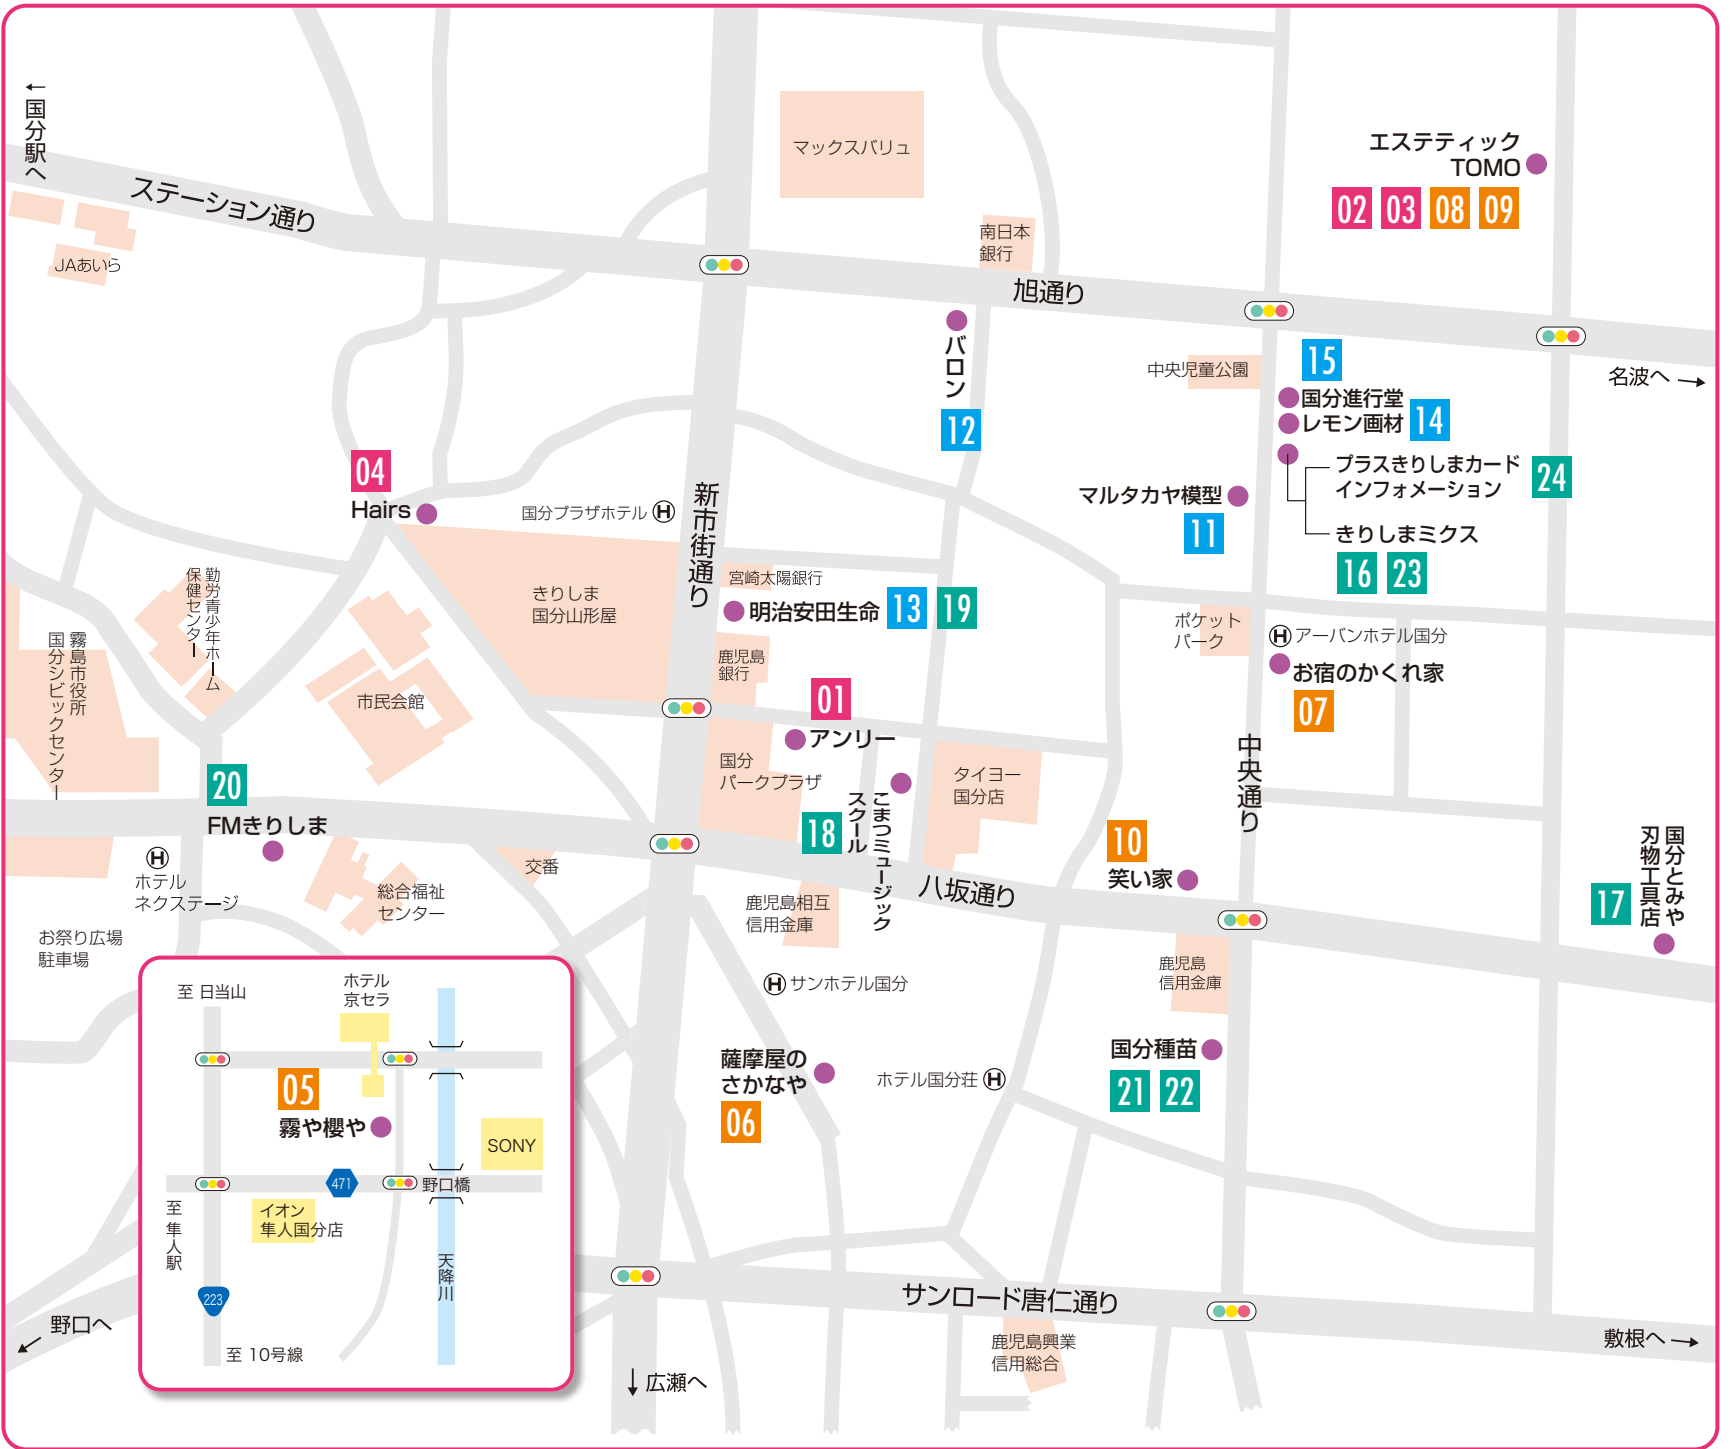 ←国分駅へ
ステーション通り
JAあいら
マックスバリュ
南日本
銀行
旭通り
エステティック
TOMO
02 03 08 09
名波へ →
バロン
12
中央児童公園
15
国分進行堂
レモン画材
14
プラスきりしまカード
インフォメーション
24
きりしまミクス
16 23
マルタカヤ模型
11
04
Hairs
国分プラザホテル H
新市街通り
きりしま
国分山形屋
宮崎太陽銀行
明治安田生命
13 19
鹿児島
銀行
ポケット
パーク
H アーバンホテル国分
お宿のかくれ家
07
勤労青少年ホーム
保健センター
霧島市役所
国分シビックセンター
市民会館
01
アンリー
国分
パークプラザ
タイヨー
国分店
こまつミュージック
スクール
18
中央通り
20
FMきりしま
H
ホテル
ネクステージ
お祭り広場
駐車場
総合福祉
センター
交番
鹿児島相互
信用金庫
八坂通り
10
笑い家
国分とみや
刃物工具店
17
鹿児島
信用金庫
H サンホテル国分
薩摩屋の
さかなや
06
ホテル国分荘 H
国分種苗
21 22
至 日当山
ホテル
京セラ
05
霧や櫻や
SONY
471
野口橋
イオン
隼人国分店
至 隼人駅
天降川
223
至 10号線
野口へ
サンロード唐仁通り
鹿児島興業
信用総合
敷根へ →
↓ 広瀬へ